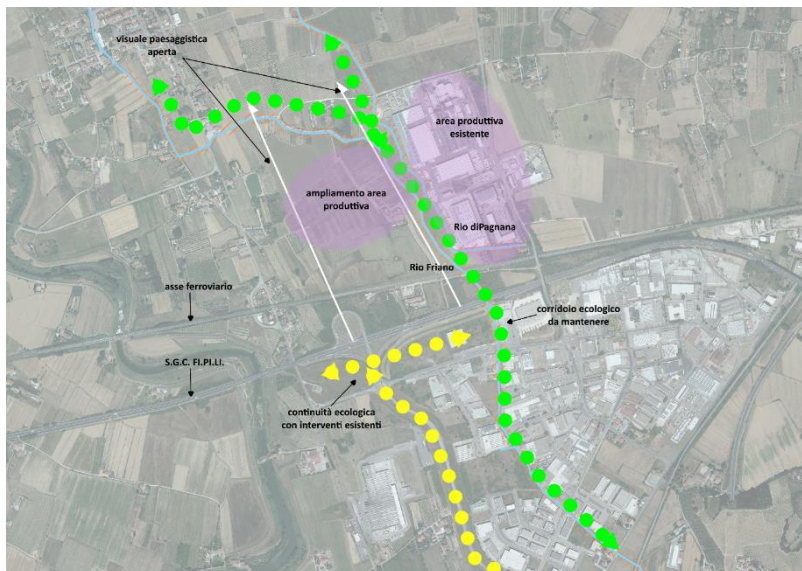 visuale paesaggistica
aperta
area produttiva
esistente
ampliamento area
produttiva
Rio diPagnana
Rio Friano
asse ferroviario
corridoio ecologico
da mantenere
S.G.C. FI.PI.LI.
continuità ecologica
con interventi esistenti